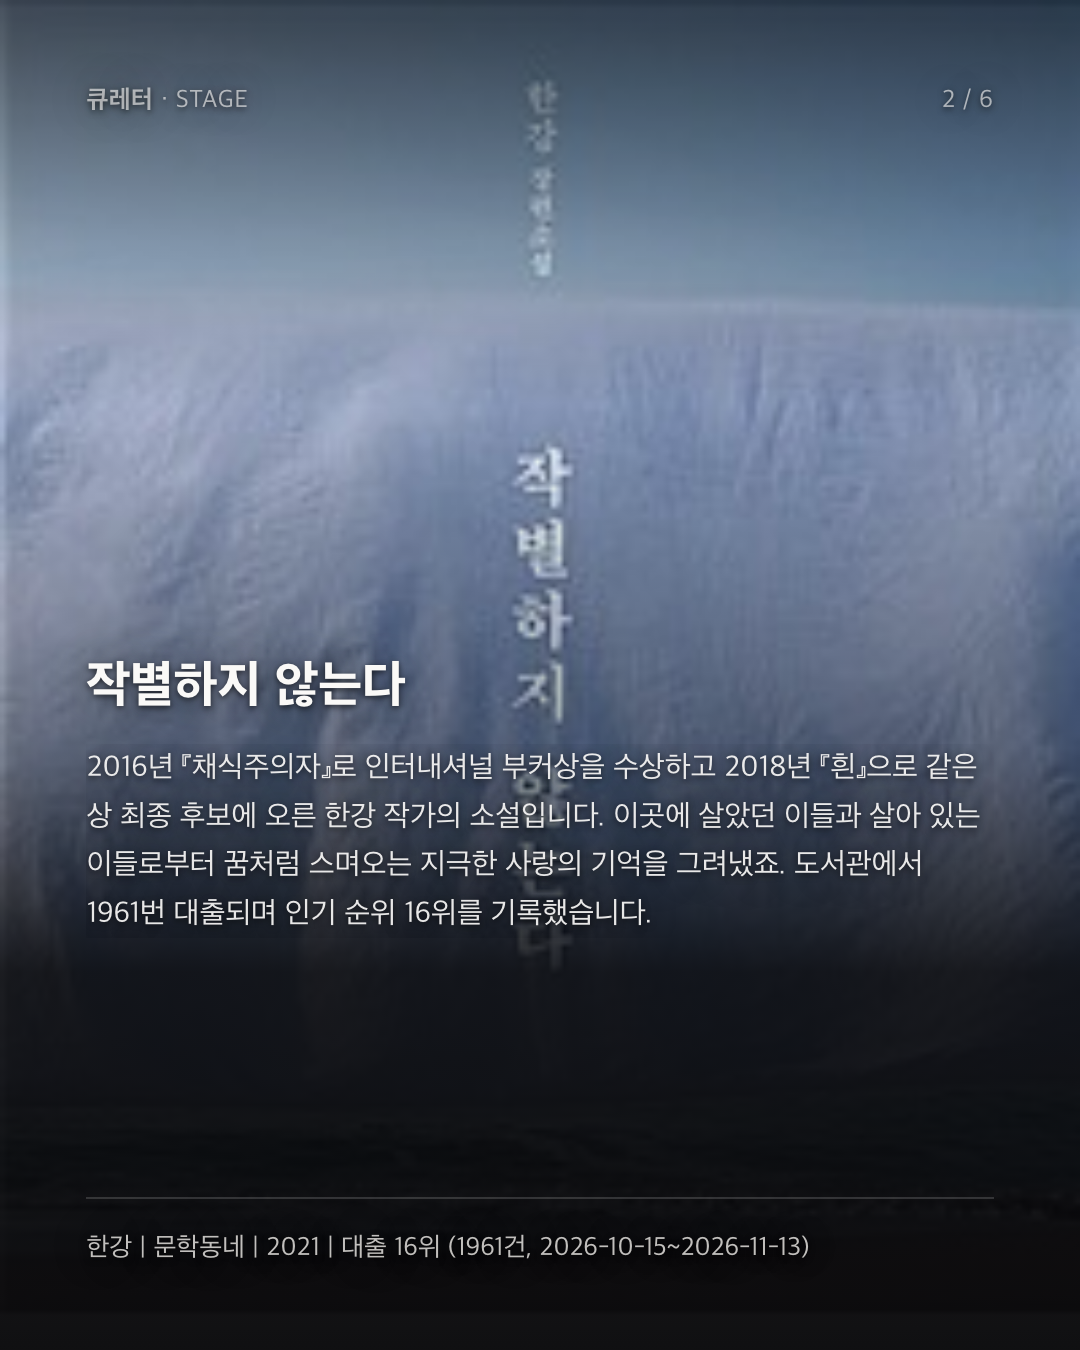 큐레터 · STAGE
2 / 6
한강 장편소설
작별하지 않는다
작별하지 않는다
2016년 『채식주의자』로 인터내셔널 부커상을 수상하고 2018년 『흰』으로 같은
상 최종 후보에 오른 한강 작가의 소설입니다. 이곳에 살았던 이들과 살아 있는
이들로부터 꿈처럼 스며오는 지극한 사랑의 기억을 그려냈죠. 도서관에서
1961번 대출되며 인기 순위 16위를 기록했습니다.
한강 | 문학동네 | 2021 | 대출 16위 (1961건, 2026-10-15~2026-11-13)